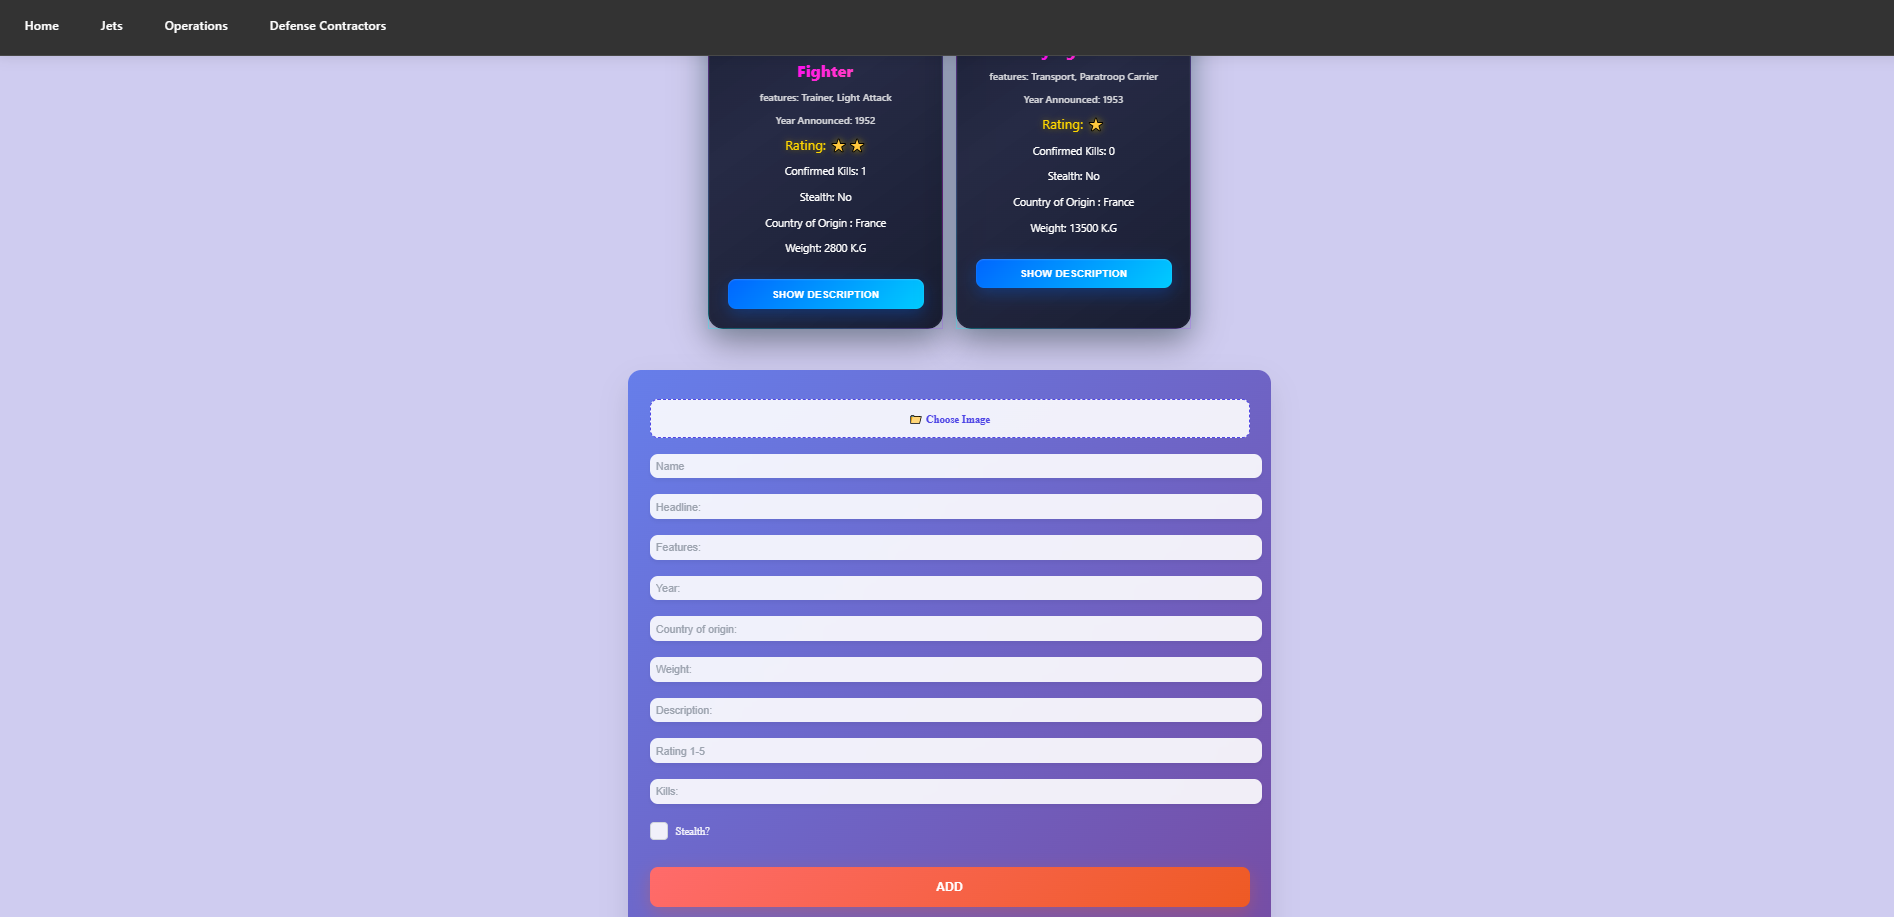 Home Jets Operations Defense Contractors
Fighter
features: Trainer, Light Attack
Year Announced: 1952
Rating: ★ ★
Confirmed Kills: 1
Stealth: No
Country of Origin : France
Weight: 2800 K.G
SHOW DESCRIPTION
features: Transport, Paratroop Carrier
Year Announced: 1953
Rating: ★
Confirmed Kills: 0
Stealth: No
Country of Origin : France
Weight: 13500 K.G
SHOW DESCRIPTION
Choose Image
Name
Headline:
Features:
Year:
Country of origin:
Weight:
Description:
Rating 1-5
Kills:
Stealth?
ADD